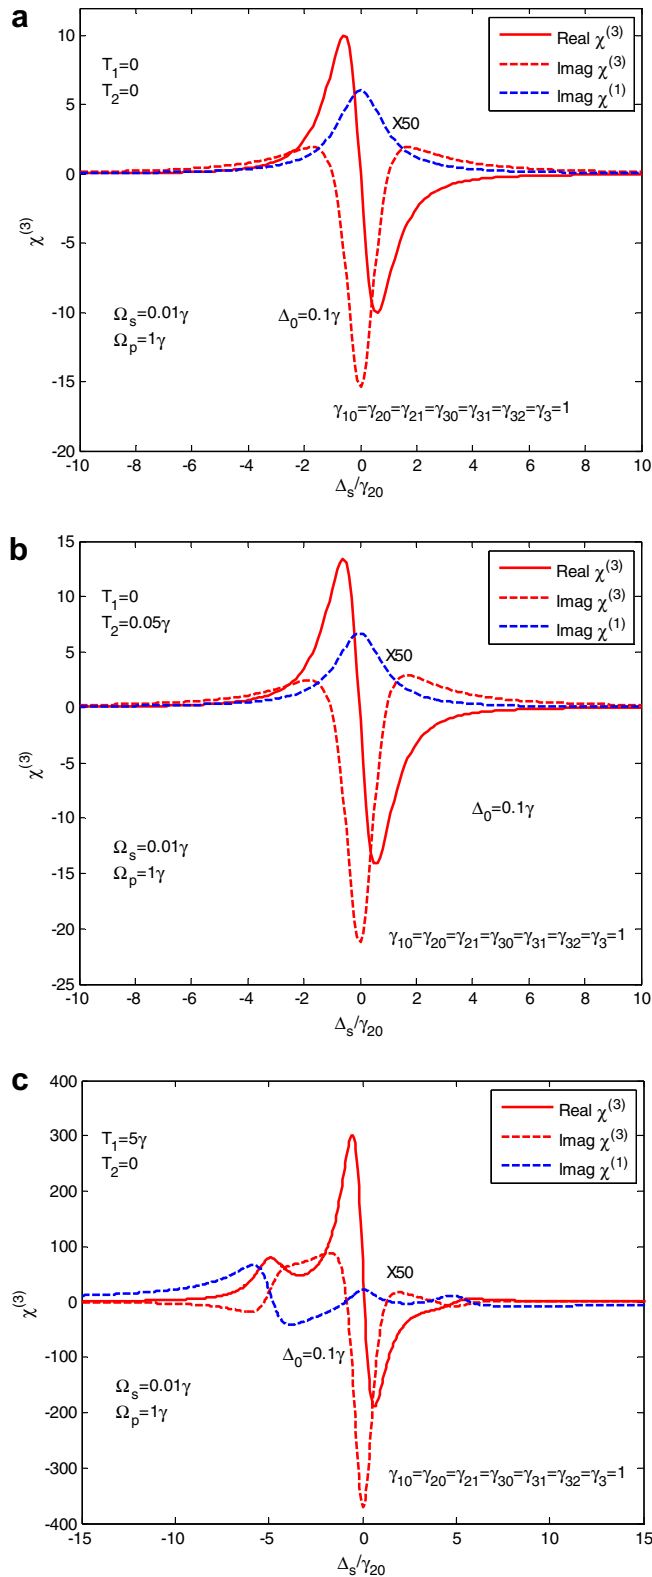 a
10
5
0
-5
-10
-15
-20
χ(3)
T1=0
T2=0
Real χ(3)
Imag χ(3)
Imag χ(1)
X50
Ωs=0.01γ
Ωp=1γ
Δ0=0.1γ
γ10=γ20=γ21=γ30=γ31=γ32=γ3=1
-10 -8 -6 -4 -2 0 2 4 6 8 10
Δs/γ20
b
15
10
5
0
-5
-10
-15
-20
-25
χ(3)
T1=0
T2=0.05γ
Real χ(3)
Imag χ(3)
Imag χ(1)
X50
Δ0=0.1γ
Ωs=0.01γ
Ωp=1γ
γ10=γ20=γ21=γ30=γ31=γ32=γ3=1
-10 -8 -6 -4 -2 0 2 4 6 8 10
Δs/γ20
c
400
300
200
100
0
-100
-200
-300
-400
χ(3)
T1=5γ
T2=0
Real χ(3)
Imag χ(3)
Imag χ(1)
X50
Δ0=0.1γ
Ωs=0.01γ
Ωp=1γ
γ10=γ20=γ21=γ30=γ31=γ32=γ3=1
-15 -10 -5 0 5 10 15
Δs/γ20